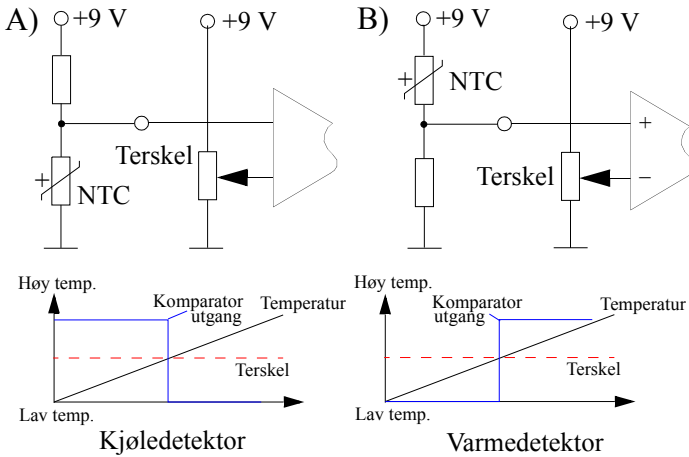 A)
+9 V
+9 V
Terskel
+
NTC
B)
+9 V
+9 V
+
NTC
+
−
Terskel
Høy temp.
Komparator
utgang
Temperatur
Terskel
Lav temp.
Kjøledetektor
Høy temp.
Komparator
utgang
Temperatur
Terskel
Lav temp.
Varmedetektor